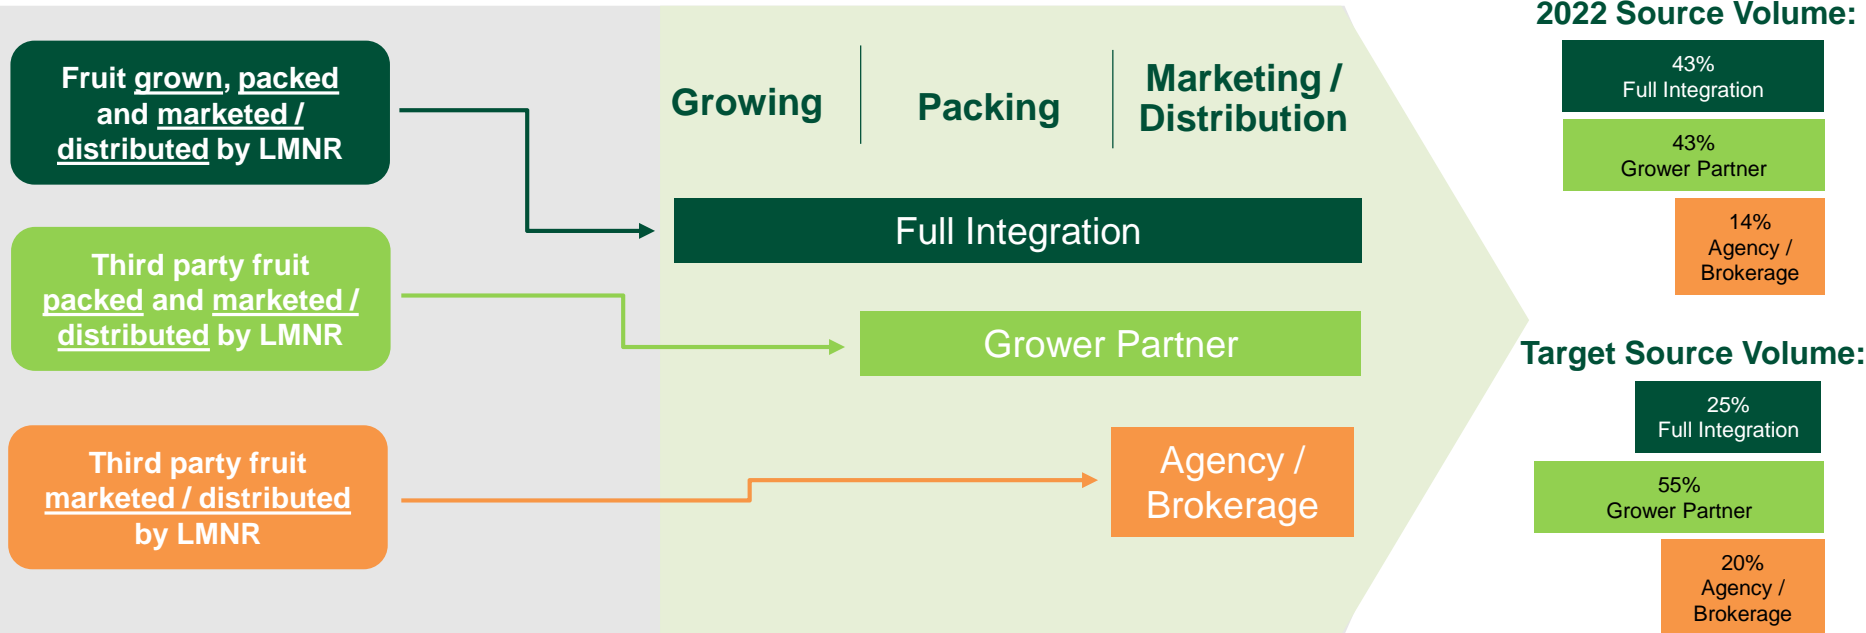 Fruit grown, packed
and marketed /
distributed by LMNR
Third party fruit
packed and marketed /
distributed by LMNR
Third party fruit
marketed / distributed
by LMNR
Growing
Packing
Marketing /
Distribution
Full Integration
Grower Partner
Agency /
Brokerage
2022 Source Volume:
43%
Full Integration
43%
Grower Partner
14%
Agency /
Brokerage
Target Source Volume:
25%
Full Integration
55%
Grower Partner
20%
Agency /
Brokerage